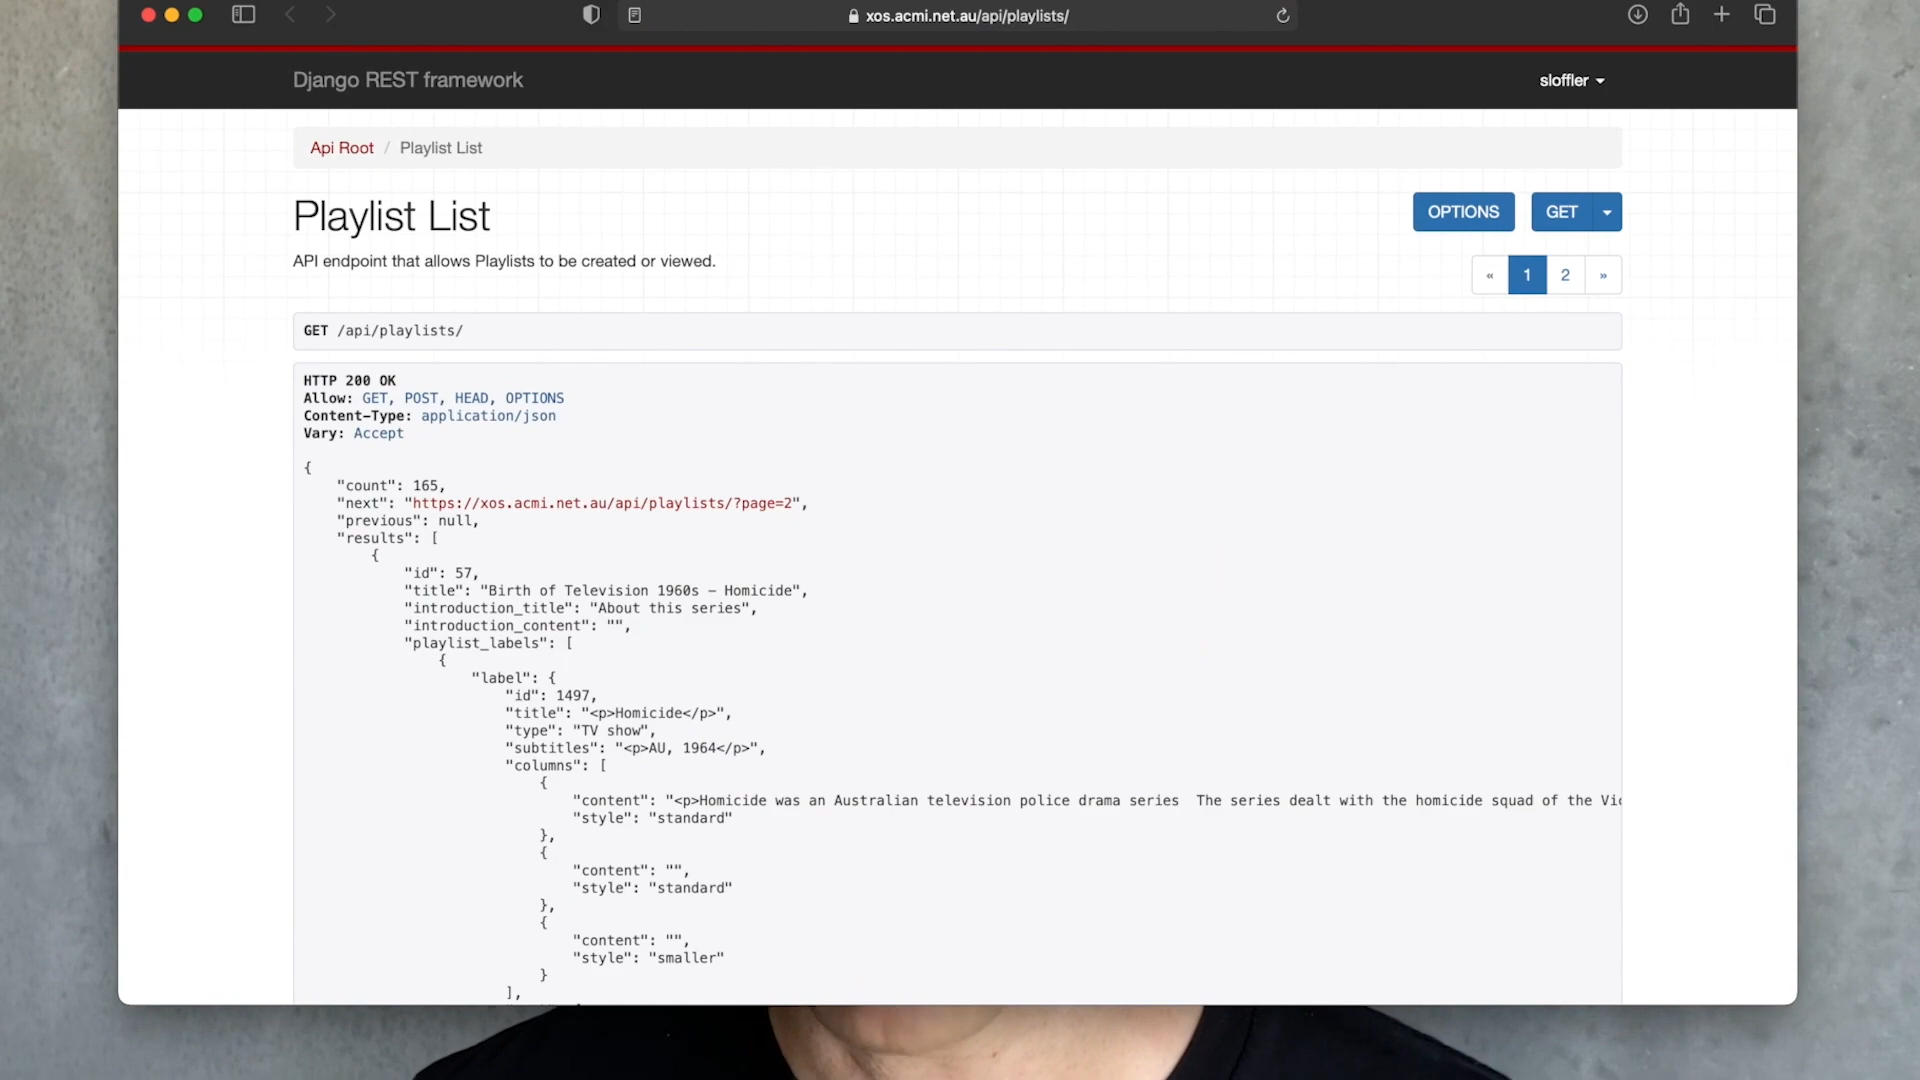 xos.acmi.net.au/api/playlists/
Django REST framework
sloffler
Api Root / Playlist List
Playlist List
OPTIONS
GET
API endpoint that allows Playlists to be created or viewed.
« 1 2 »
GET /api/playlists/
HTTP 200 OK
Allow: GET, POST, HEAD, OPTIONS
Content-Type: application/json
Vary: Accept
{
"count": 165,
"next": "https://xos.acmi.net.au/api/playlists/?page=2",
"previous": null,
"results": [
{
"id": 57,
"title": "Birth of Television 1960s – Homicide",
"introduction_title": "About this series",
"introduction_content": "",
"playlist_labels": [
{
"label": {
"id": 1497,
"title": "<p>Homicide</p>",
"type": "TV show",
"subtitles": "<p>AU, 1964</p>",
"columns": [
{
"content": "<p>Homicide was an Australian television police drama series  The series dealt with the homicide squad of the
"style": "standard"
},
{
"content": "",
"style": "standard"
},
{
"content": "",
"style": "smaller"
}
],